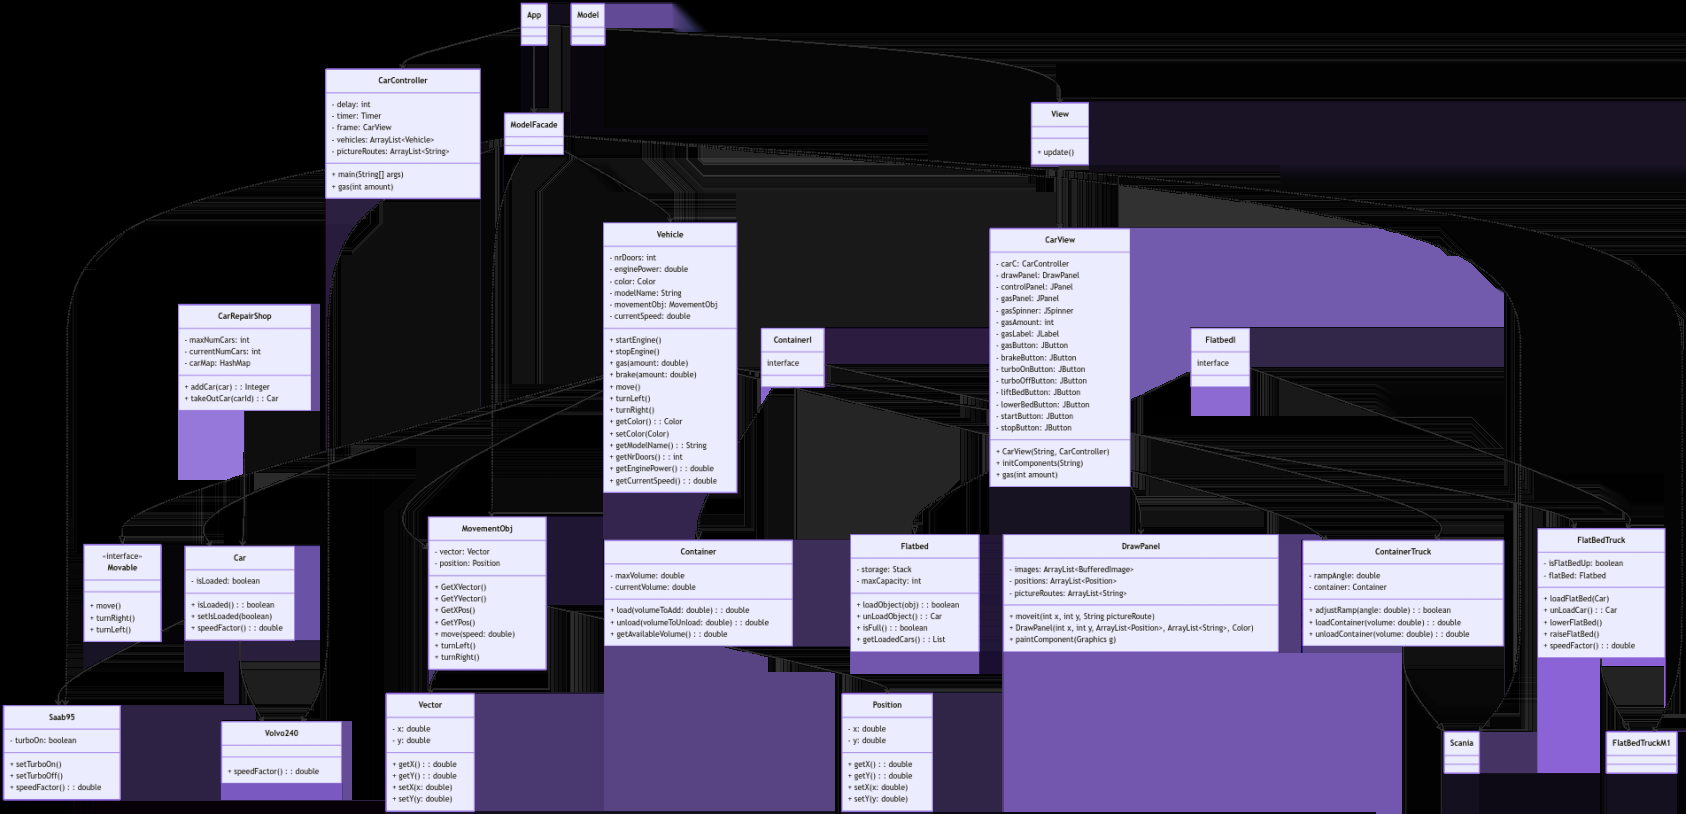 App
Model
CarController
- delay: int
- timer: Timer
- frame: CarView
- vehicles: ArrayList<Vehicle>
- pictureRoutes: ArrayList<String>
+ main(String[] args)
+ gas(int amount)
ModelFacade
View
+ update()
Vehicle
- nrDoors: int
- enginePower: double
- color: Color
- modelName: String
- movementObj: MovementObj
- currentSpeed: double
+ startEngine()
+ stopEngine()
+ gas(amount: double)
+ brake(amount: double)
+ move()
+ turnLeft()
+ turnRight()
+ getColor() : : Color
+ setColor(Color)
+ getModelName() : : String
+ getNrDoors() : : int
+ getEnginePower() : : double
+ getCurrentSpeed() : : double
CarView
- carC: CarController
- drawPanel: DrawPanel
- controlPanel: JPanel
- gasPanel: JPanel
- gasSpinner: JSpinner
- gasAmount: int
- gasLabel: JLabel
- gasButton: JButton
- brakeButton: JButton
- turboOnButton: JButton
- turboOffButton: JButton
- liftBedButton: JButton
- lowerBedButton: JButton
- startButton: JButton
- stopButton: JButton
+ CarView(String, CarController)
+ initComponents(String)
+ gas(int amount)
CarRepairShop
- maxNumCars: int
- currentNumCars: int
- carMap: HashMap
+ addCar(car) : : Integer
+ takeOutCar(carId) : : Car
ContainerI
interface
FlatbedI
interface
«interface»
Movable
+ move()
+ turnRight()
+ turnLeft()
Car
- isLoaded: boolean
+ isLoaded() : : boolean
+ setIsLoaded(boolean)
+ speedFactor() : : double
MovementObj
- vector: Vector
- position: Position
+ GetXVector()
+ GetYVector()
+ GetXPos()
+ GetYPos()
+ move(speed: double)
+ turnLeft()
+ turnRight()
Container
- maxVolume: double
- currentVolume: double
+ load(volumeToAdd: double) : : double
+ unload(volumeToUnload: double) : : double
+ getAvailableVolume() : : double
Flatbed
- storage: Stack
- maxCapacity: int
+ loadObject(obj) : : boolean
+ unLoadObject() : : Car
+ isFull() : : boolean
+ getLoadedCars() : : List
DrawPanel
- images: ArrayList<BufferedImage>
- positions: ArrayList<Position>
- pictureRoutes: ArrayList<String>
+ moveit(int x, int y, String pictureRoute)
+ DrawPanel(int x, int y, ArrayList<Position>, ArrayList<String>, Color)
+ paintComponent(Graphics g)
ContainerTruck
- rampAngle: double
- container: Container
+ adjustRamp(angle: double) : : boolean
+ loadContainer(volume: double) : : double
+ unloadContainer(volume: double) : : double
FlatBedTruck
- isFlatBedUp: boolean
- flatBed: Flatbed
+ loadFlatBed(Car)
+ unLoadCar() : : Car
+ lowerFlatBed()
+ raiseFlatBed()
+ speedFactor() : : double
Saab95
- turboOn: boolean
+ setTurboOn()
+ setTurboOff()
+ speedFactor() : : double
Volvo240
+ speedFactor() : : double
Vector
- x: double
- y: double
+ getX() : : double
+ getY() : : double
+ setX(x: double)
+ setY(y: double)
Position
- x: double
- y: double
+ getX() : : double
+ getY() : : double
+ setX(x: double)
+ setY(y: double)
Scania
FlatBedTruckM1